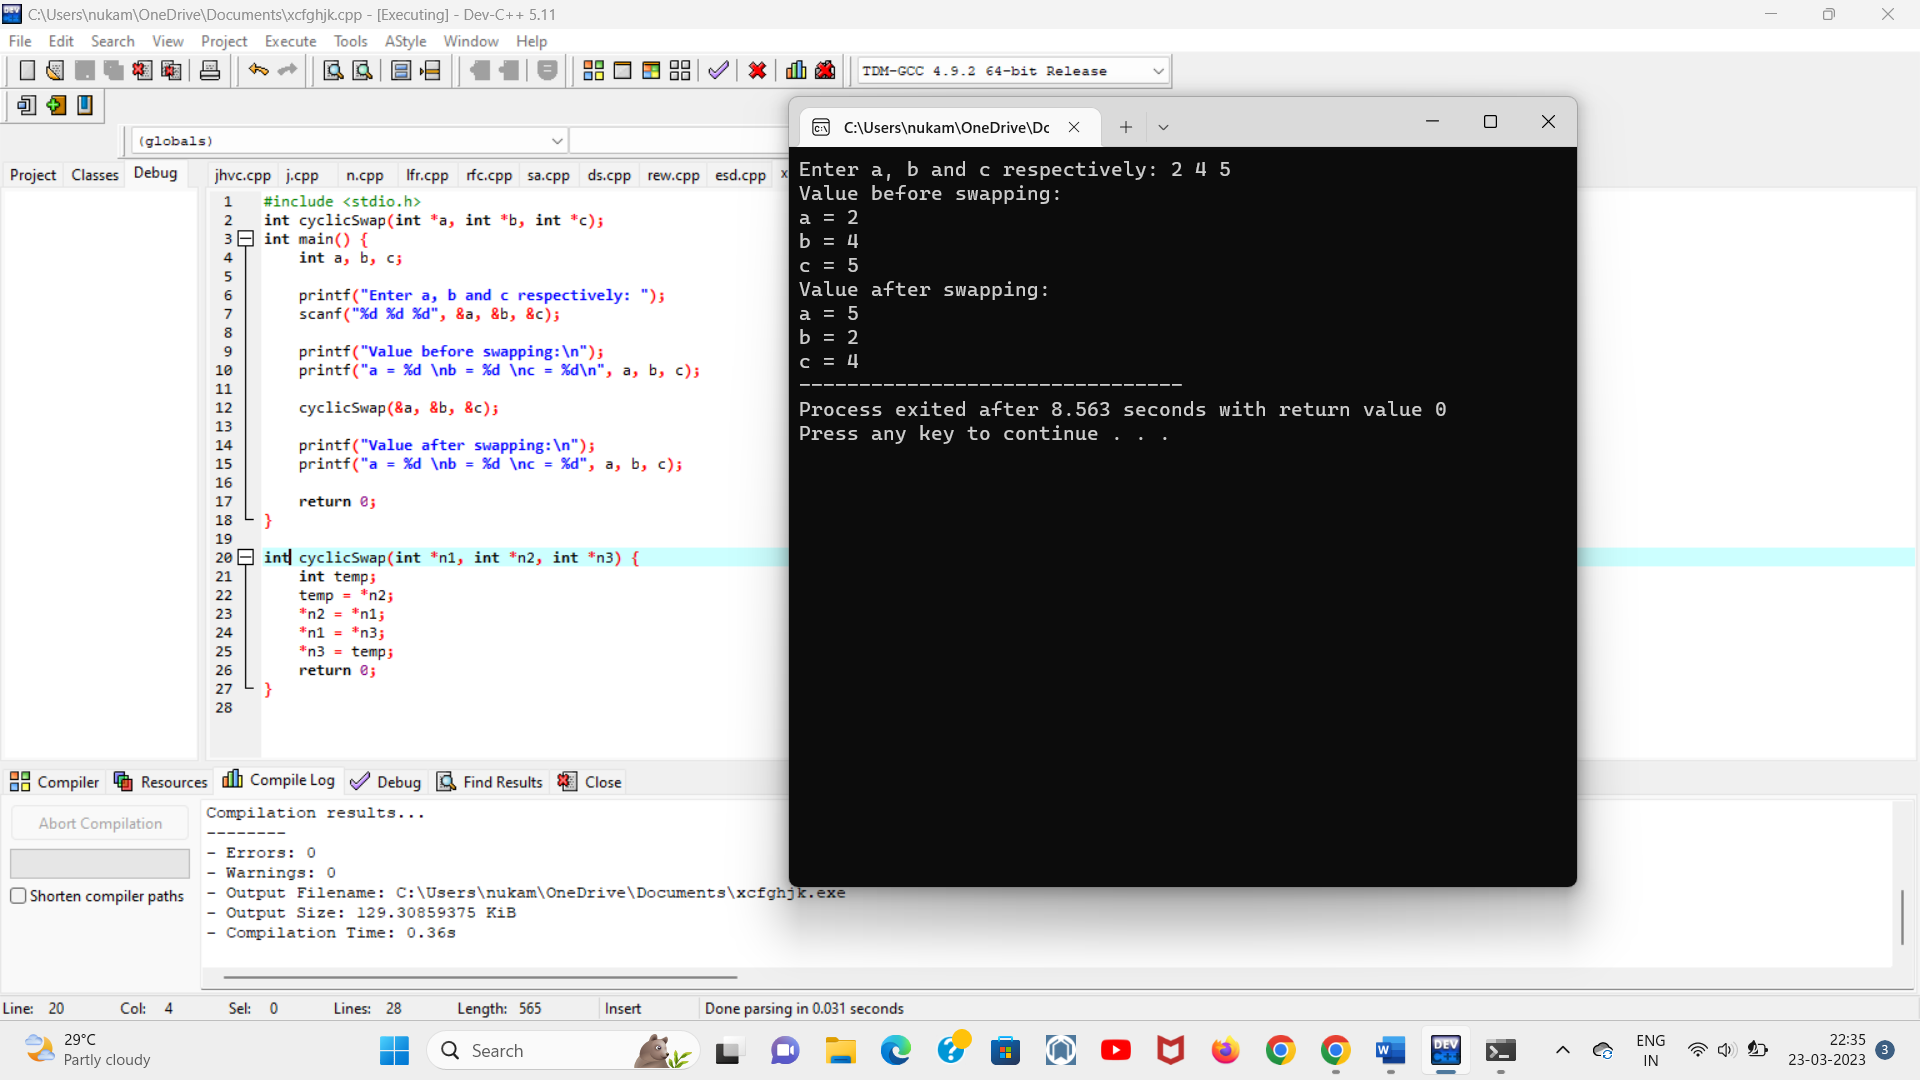 C:\Users\nukam\OneDrive\Documents\xcfghjk.cpp - [Executing] - Dev-C++ 5.11
File Edit Search View Project Execute Tools AStyle Window Help
TDM-GCC 4.9.2 64-bit Release
(globals)
Project Classes Debug
jhvc.cpp j.cpp n.cpp lfr.cpp rfc.cpp sa.cpp ds.cpp rew.cpp esd.cpp x
1 #include <stdio.h>
2 int cyclicSwap(int *a, int *b, int *c);
3 int main() {
4 int a, b, c;
5
6 printf("Enter a, b and c respectively: ");
7 scanf("%d %d %d", &a, &b, &c);
8
9 printf("Value before swapping:\n");
10 printf("a = %d \nb = %d \nc = %d\n", a, b, c);
11
12 cyclicSwap(&a, &b, &c);
13
14 printf("Value after swapping:\n");
15 printf("a = %d \nb = %d \nc = %d", a, b, c);
16
17 return 0;
18 }
19
20 int cyclicSwap(int *n1, int *n2, int *n3) {
21 int temp;
22 temp = *n2;
23 *n2 = *n1;
24 *n1 = *n3;
25 *n3 = temp;
26 return 0;
27 }
28
C:\Users\nukam\OneDrive\Dc
Enter a, b and c respectively: 2 4 5
Value before swapping:
a = 2
b = 4
c = 5
Value after swapping:
a = 5
b = 2
c = 4
--------------------------------
Process exited after 8.563 seconds with return value 0
Press any key to continue . . .
Compiler Resources Compile Log Debug Find Results Close
Abort Compilation
Shorten compiler paths
Compilation results...
--------
- Errors: 0
- Warnings: 0
- Output Filename: C:\Users\nukam\OneDrive\Documents\xcfghjk.exe
- Output Size: 129.30859375 KiB
- Compilation Time: 0.36s
Line: 20 Col: 4 Sel: 0 Lines: 28 Length: 565 Insert Done parsing in 0.031 seconds
29°C
Partly cloudy
Search
DEV
ENG
IN
22:35
23-03-2023
3